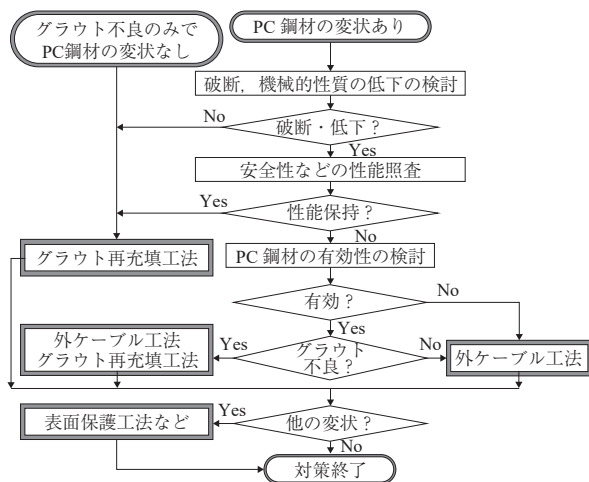 グラウト不良のみで
PC鋼材の変状なし
PC 鋼材の変状あり
破断，機械的性質の低下の検討
No
破断・低下？
Yes
安全性などの性能照査
Yes
性能保持？
No
グラウト再充填工法
PC 鋼材の有効性の検討
有効？
No
Yes
外ケーブル工法
グラウト再充填工法
Yes
グラウト
不良？
No
外ケーブル工法
表面保護工法など
Yes
他の変状？
No
対策終了